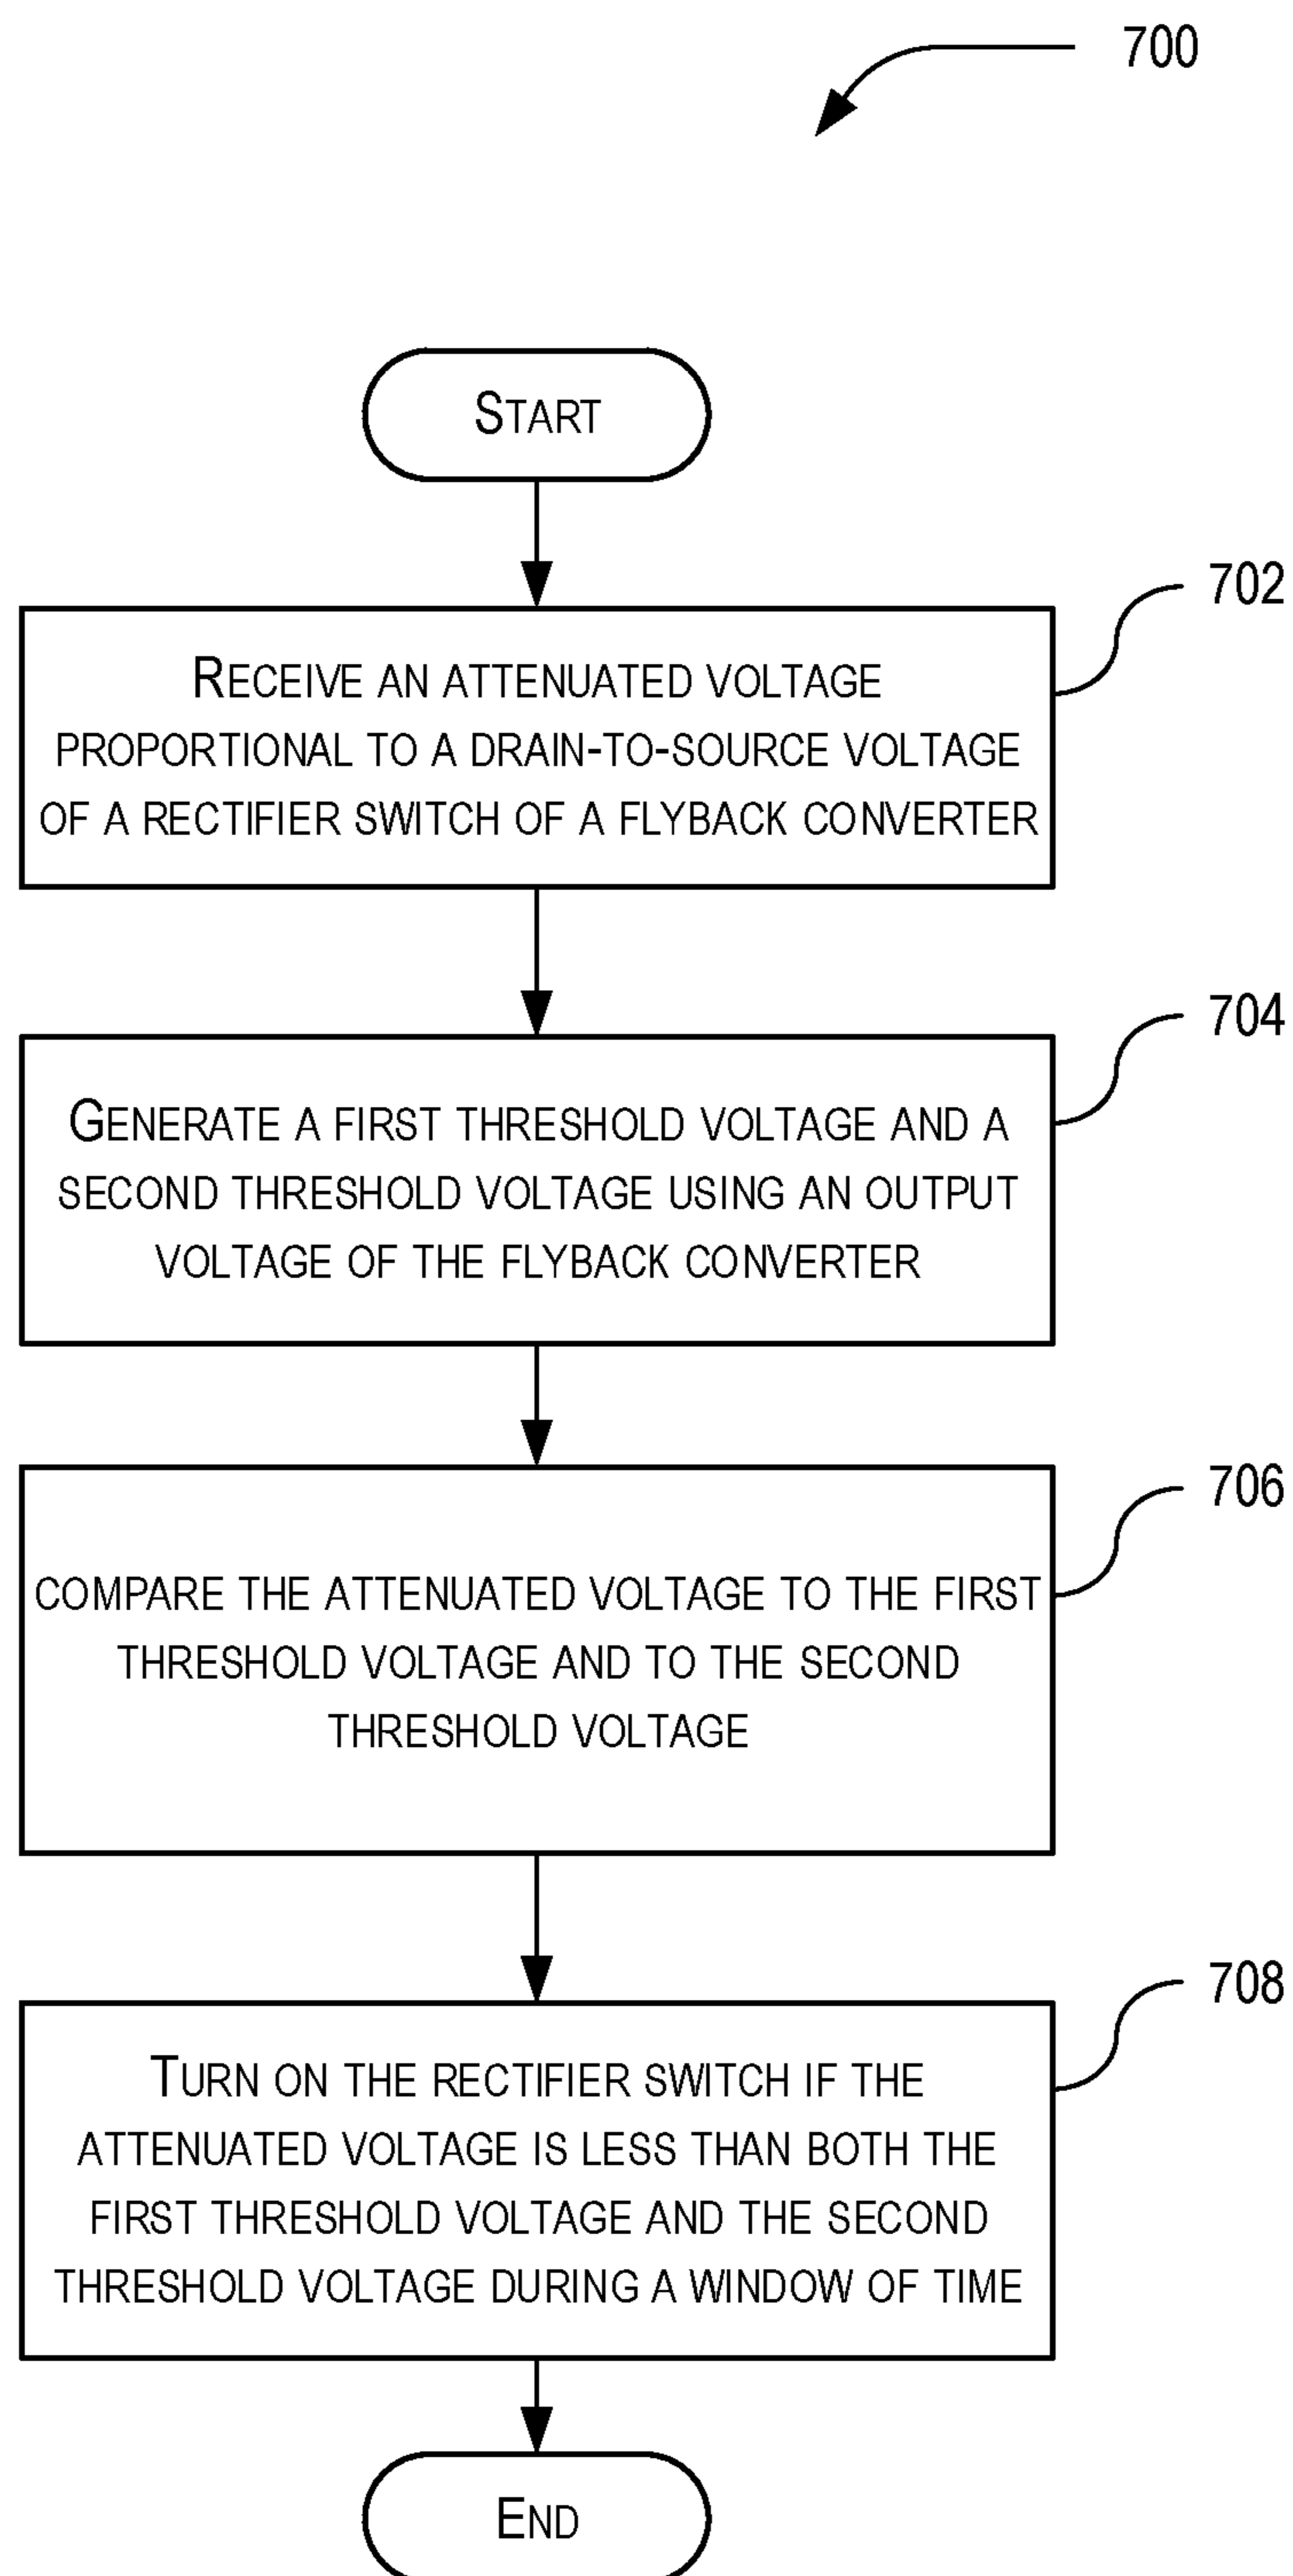 700
START
702
RECEIVE AN ATTENUATED VOLTAGE
PROPORTIONAL TO A DRAIN-TO-SOURCE VOLTAGE
OF A RECTIFIER SWITCH OF A FLYBACK CONVERTER
704
GENERATE A FIRST THRESHOLD VOLTAGE AND A
SECOND THRESHOLD VOLTAGE USING AN OUTPUT
VOLTAGE OF THE FLYBACK CONVERTER
706
COMPARE THE ATTENUATED VOLTAGE TO THE FIRST
THRESHOLD VOLTAGE AND TO THE SECOND
THRESHOLD VOLTAGE
708
TURN ON THE RECTIFIER SWITCH IF THE
ATTENUATED VOLTAGE IS LESS THAN BOTH THE
FIRST THRESHOLD VOLTAGE AND THE SECOND
THRESHOLD VOLTAGE DURING A WINDOW OF TIME
END